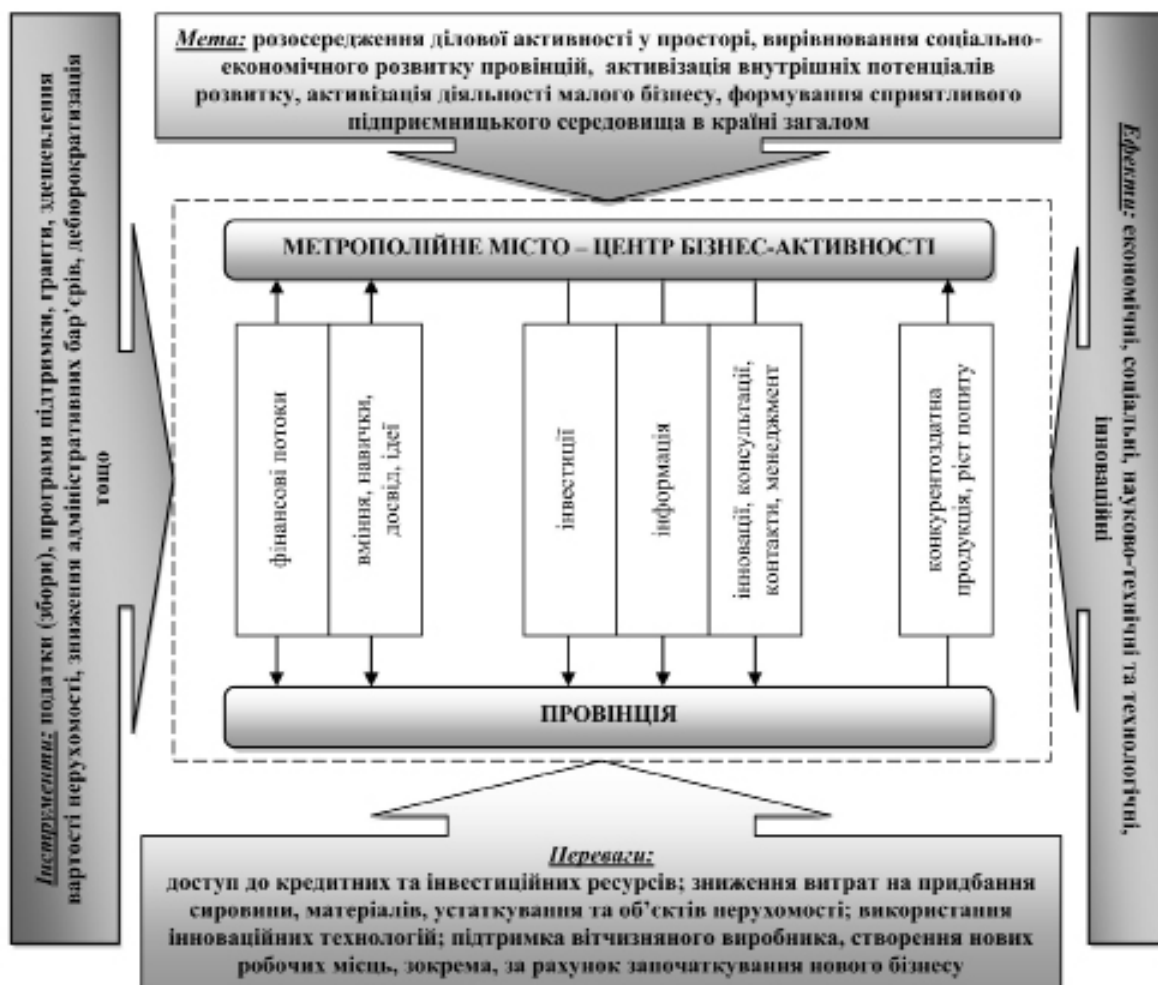 Мета: розосередження ділової активності у просторі, вирівнювання соціально-
економічного розвитку провінцій, активізація внутрішніх потенціалів
розвитку, активізація діяльності малого бізнесу, формування сприятливого
підприємницького середовища в країні загалом
Інструменти: податки (збори), програми підтримки, гранти, здешевлення
вартості нерухомості, зниження адміністративних бар’єрів, дебюрократизація
тощо
МЕТРОПОЛІЙНЕ МІСТО – ЦЕНТР БІЗНЕС-АКТИВНОСТІ
фінансові потоки
вміння, навички,
досвід, ідеї
інвестиції
інформація
інновації, консультації,
контакти, менеджмент
конкурентоздатна
продукція, ріст попиту
ПРОВІНЦІЯ
Ефекти: економічні, соціальні, науково-технічні та технологічні,
інноваційні
Переваги:
доступ до кредитних та інвестиційних ресурсів; зниження витрат на придбання
сировини, матеріалів, устаткування та об’єктів нерухомості; використання
інноваційних технологій; підтримка вітчизняного виробника, створення нових
робочих місць, зокрема, за рахунок започаткування нового бізнесу